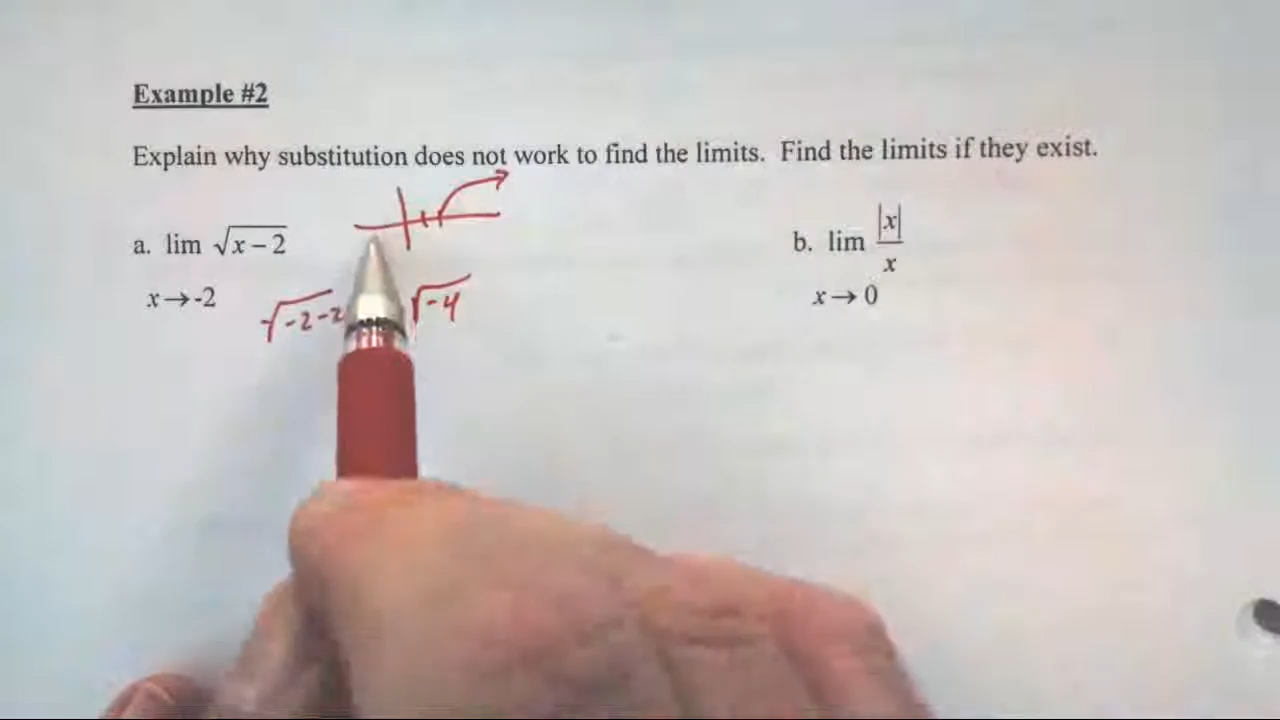 Example #2
Explain why substitution does not work to find the limits. Find the limits if they exist.
a. lim √(x – 2)
x→-2
√-2-2
√-4
b. lim |x|/x
x→ 0